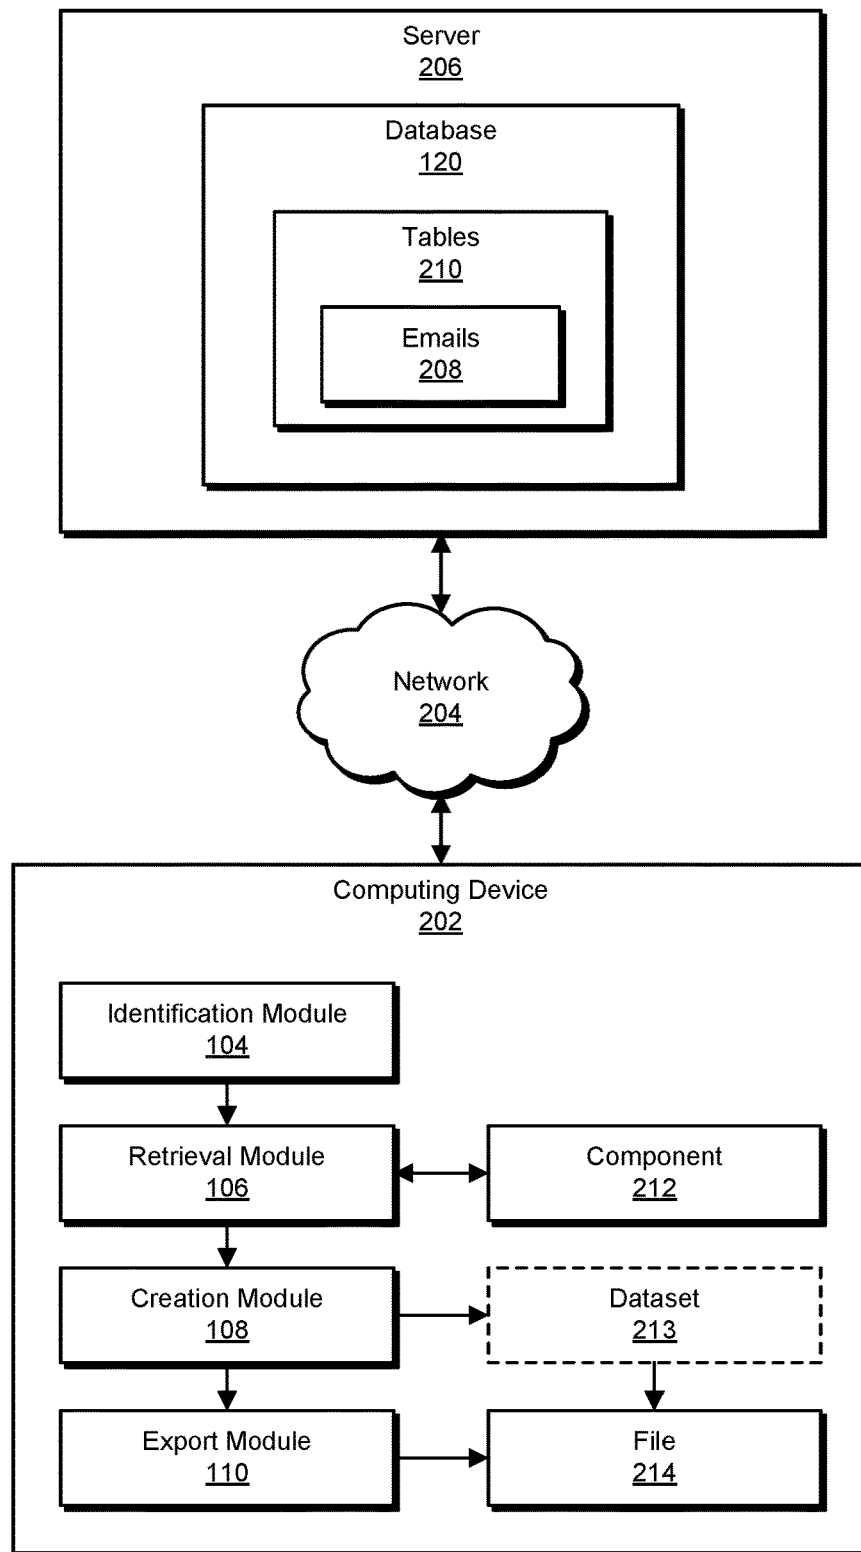 Server
206
Database
120
Tables
210
Emails
208
Network
204
Computing Device
202
Identification Module
104
Retrieval Module
106
Component
212
Creation Module
108
Dataset
213
Export Module
110
File
214